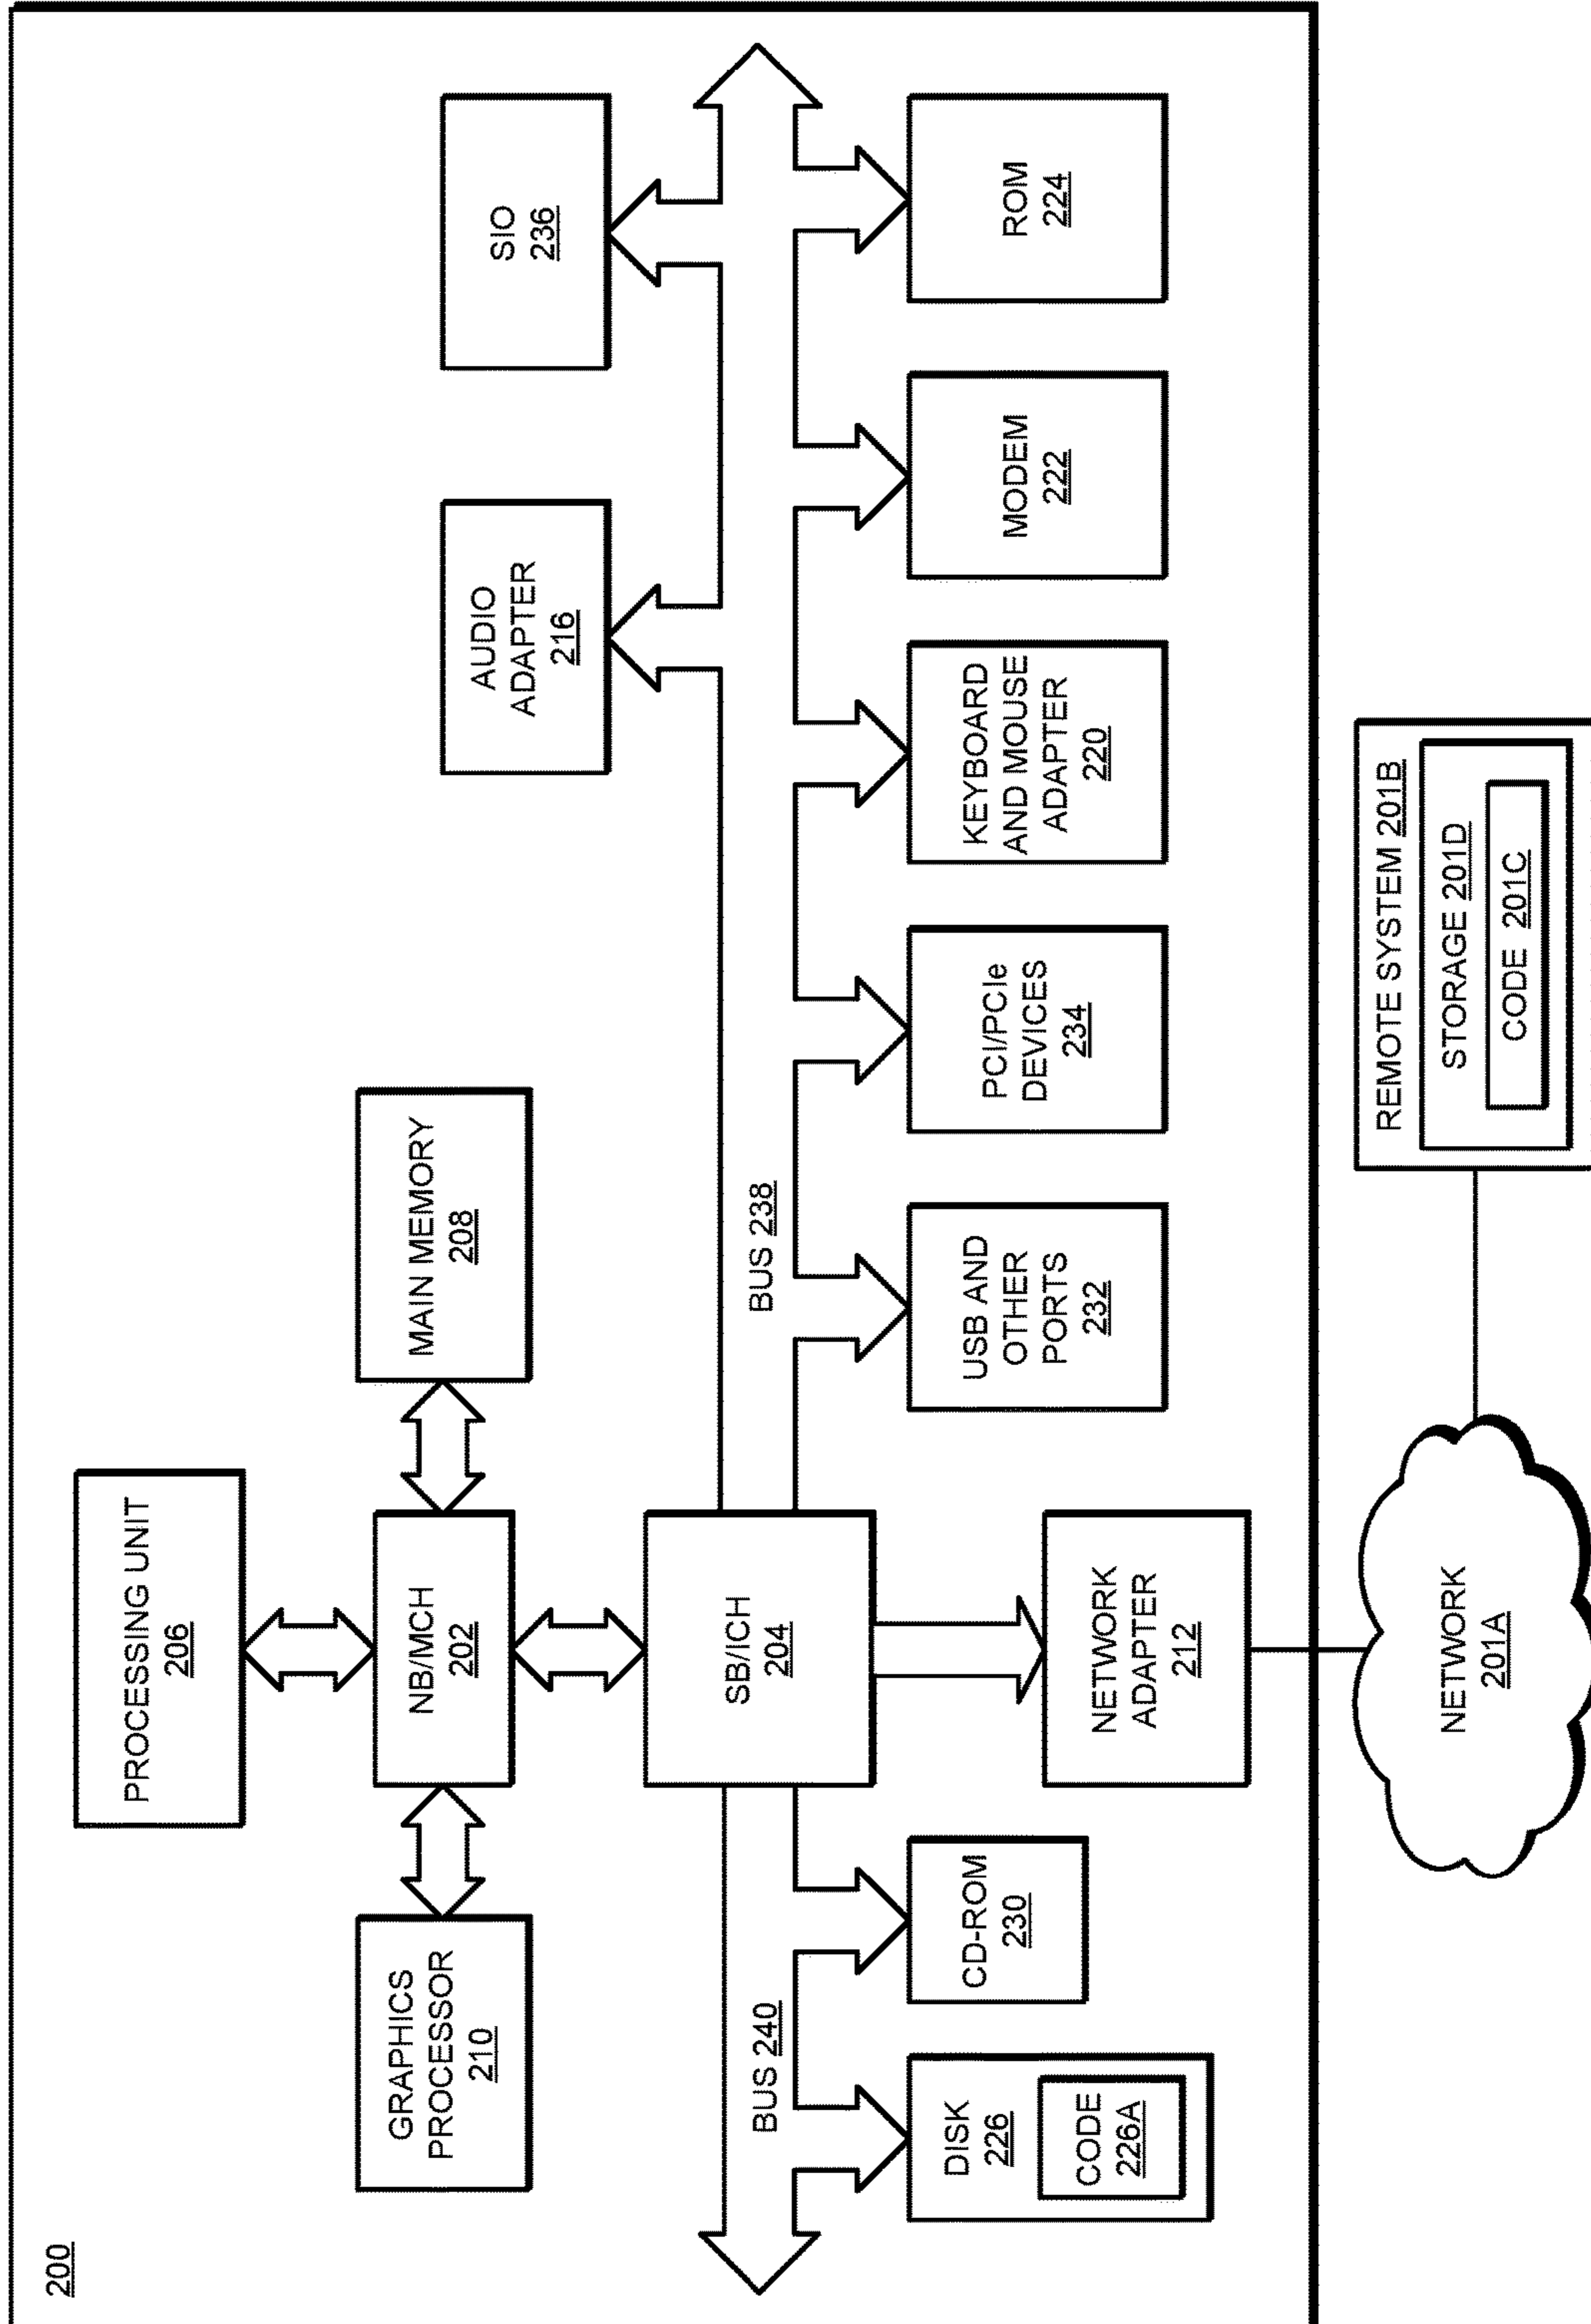 200
PROCESSING UNIT
206
GRAPHICS
PROCESSOR
210
NB/MCH
202
MAIN MEMORY
208
AUDIO
ADAPTER
216
SIO
236
SB/ICH
204
BUS 240
BUS 238
DISK
226
CODE
226A
CD-ROM
230
NETWORK
ADAPTER
212
USB AND
OTHER
PORTS
232
PCI/PCIe
DEVICES
234
KEYBOARD
AND MOUSE
ADAPTER
220
MODEM
222
ROM
224
NETWORK
201A
REMOTE SYSTEM 201B
STORAGE 201D
CODE 201C